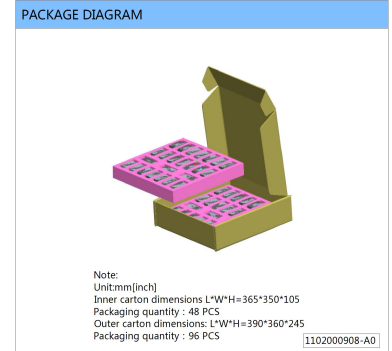 PACKAGE DIAGRAM
Note:
Unit:mm[inch]
Inner carton dimensions L*W*H=365*350*105
Packaging quantity : 48 PCS
Outer carton dimensions: L*W*H=390*360*245
Packaging quantity : 96 PCS
1102000908-A0